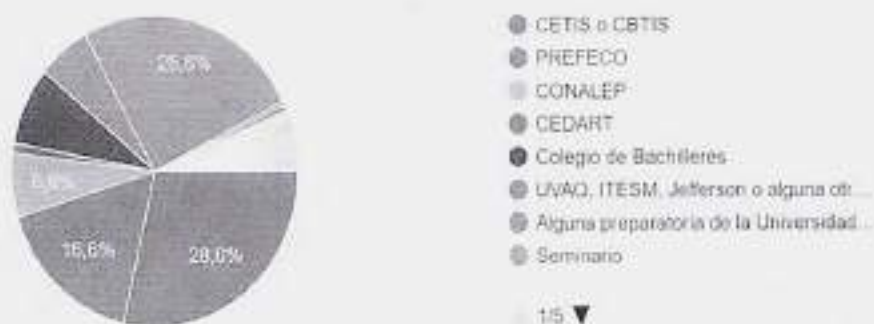 25,6%
16,6%
28,6%
CETIS o CBTIS
PREFECO
CONALEP
CEDART
Colegio de Bachilleres
UVAQ, ITESM, Jefferson o alguna otr...
Alguna preparatoria de la Universidad...
Seminario
1/5